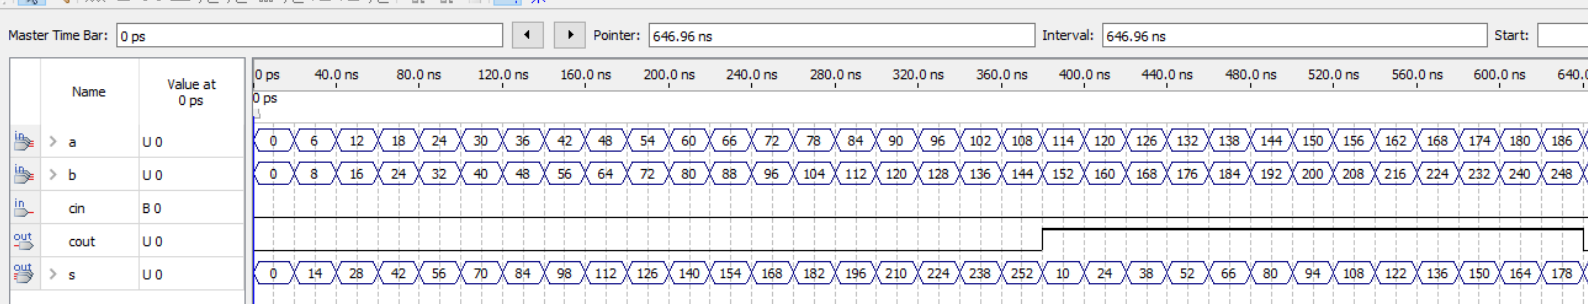 Master Time Bar: 0 ps Pointer: 646.96 ns Interval: 646.96 ns Start:
Name Value at 0 ps
0 ps 40.0 ns 80.0 ns 120.0 ns 160.0 ns 200.0 ns 240.0 ns 280.0 ns 320.0 ns 360.0 ns 400.0 ns 440.0 ns 480.0 ns 520.0 ns 560.0 ns 600.0 ns 640.0
0 ps
in a U 0 0 6 12 18 24 30 36 42 48 54 60 66 72 78 84 90 96 102 108 114 120 126 132 138 144 150 156 162 168 174 180 186
in b U 0 0 8 16 24 32 40 48 56 64 72 80 88 96 104 112 120 128 136 144 152 160 168 176 184 192 200 208 216 224 232 240 248
in cin B 0
out cout U 0
out s U 0 0 14 28 42 56 70 84 98 112 126 140 154 168 182 196 210 224 238 252 10 24 38 52 66 80 94 108 122 136 150 164 178